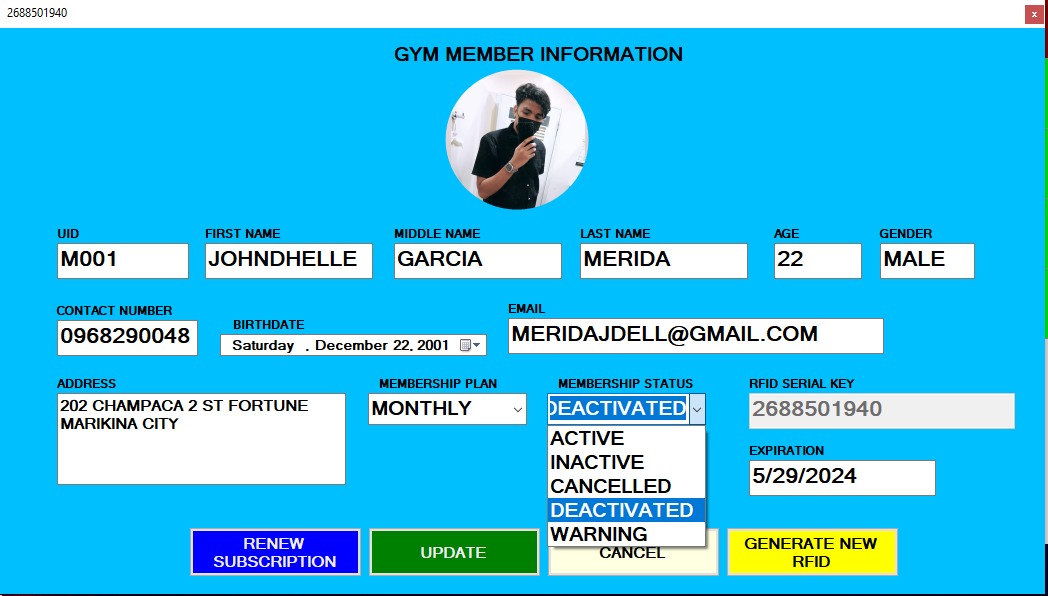 2688501940
x
GYM MEMBER INFORMATION
UID
FIRST NAME
MIDDLE NAME
LAST NAME
AGE
GENDER
M001
JOHNDHELLE
GARCIA
MERIDA
22
MALE
CONTACT NUMBER
BIRTHDATE
EMAIL
0968290048
Saturday , December 22, 2001
MERIDAJDELL@GMAIL.COM
ADDRESS
MEMBERSHIP PLAN
MEMBERSHIP STATUS
RFID SERIAL KEY
202 CHAMPACA 2 ST FORTUNE
MARIKINA CITY
MONTHLY
DEACTIVATED
ACTIVE
INACTIVE
CANCELLED
DEACTIVATED
WARNING
2688501940
EXPIRATION
5/29/2024
RENEW
SUBSCRIPTION
UPDATE
CANCEL
GENERATE NEW
RFID